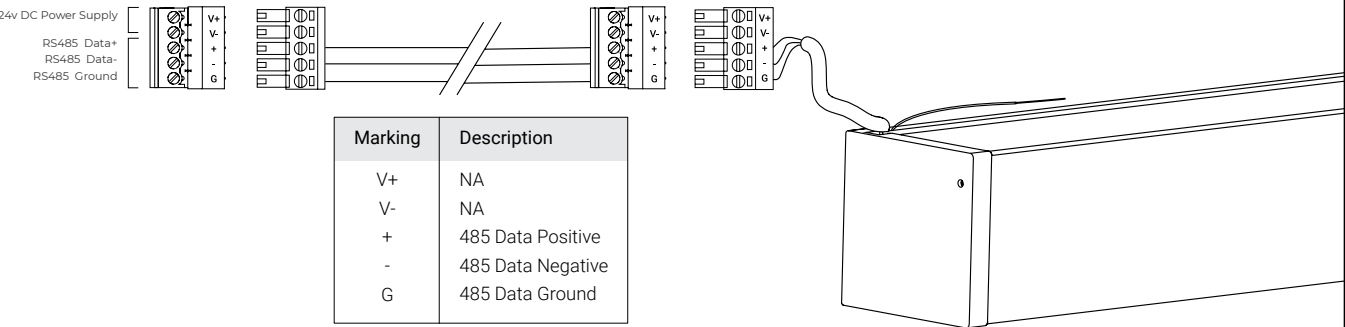 24v DC Power Supply
RS485 Data+
RS485 Data-
RS485 Ground
V+
V-
+
-
G
V+
V-
+
-
G
V+
V-
+
-
G
Marking Description
V+ NA
V- NA
+ 485 Data Positive
- 485 Data Negative
G 485 Data Ground